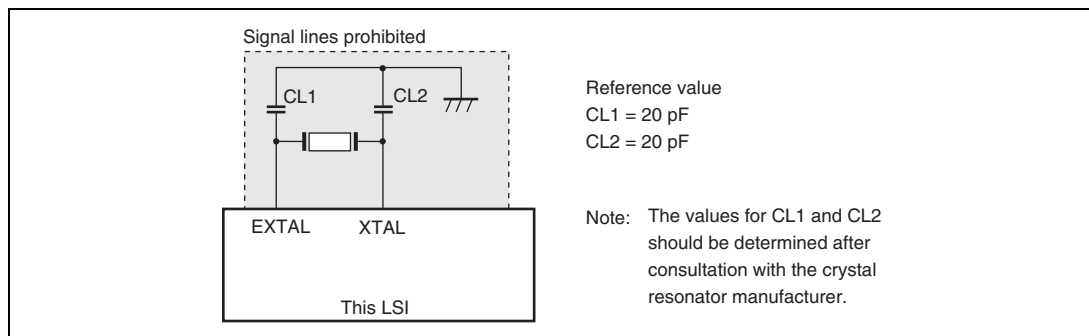 Signal lines prohibited
CL1
CL2
Reference value
CL1 = 20 pF
CL2 = 20 pF
EXTAL
XTAL
This LSI
Note: The values for CL1 and CL2
should be determined after
consultation with the crystal
resonator manufacturer.